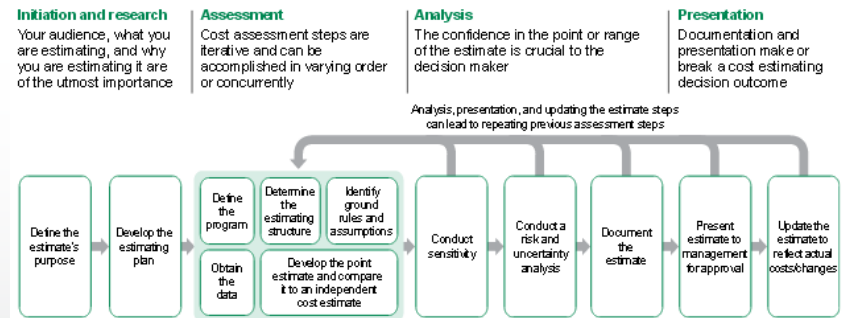 Initiation and research
Your audience, what you
are estimating, and why
you are estimating it are
of the utmost importance
Assessment
Cost assessment steps are
iterative and can be
accomplished in varying order
or concurrently
Analysis
The confidence in the point or range
of the estimate is crucial to the
decision maker
Presentation
Documentation and
presentation make or
break a cost estimating
decision outcome
Analysis, presentation, and updating the estimate steps
can lead to repeating previous assessment steps
Define the
estimate's
purpose
Develop the
estimating
plan
Define
the
program
Determine
the
estimating
structure
Identify
ground
rules and
assumptions
Obtain
the
data
Develop the point
estimate and compare
it to an independent
cost estimate
Conduct
sensitivity
Conduct a
risk and
uncertainty
analysis
Document
the
estimate
Present
estimate to
management
for approval
Update the
estimate to
reflect actual
costs/changes